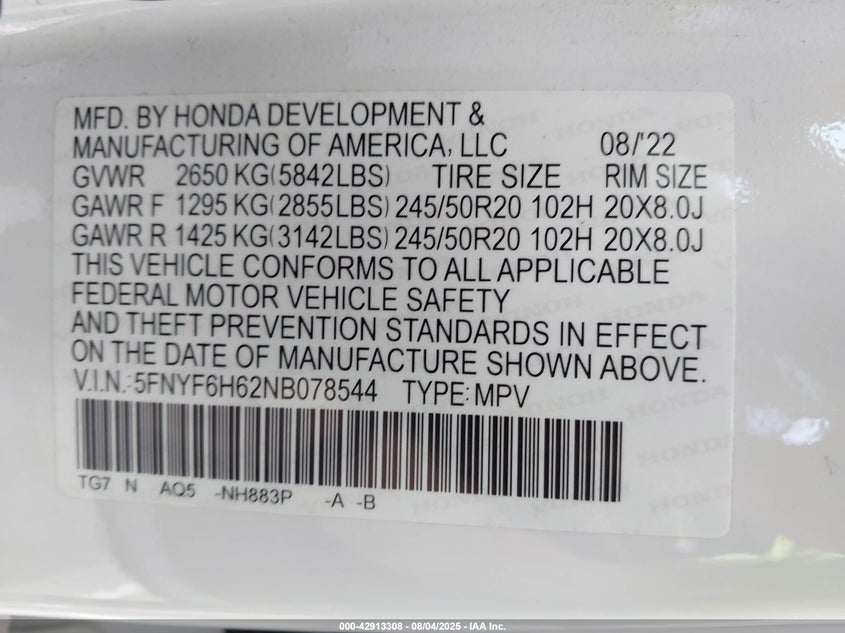 MFD. BY HONDA DEVELOPMENT &
MANUFACTURING OF AMERICA, LLC 08/'22
GVWR 2650 KG(5842LBS) TIRE SIZE RIM SIZE
GAWR F 1295 KG(2855LBS) 245/50R20 102H 20X8.0J
GAWR R 1425 KG(3142LBS) 245/50R20 102H 20X8.0J
THIS VEHICLE CONFORMS TO ALL APPLICABLE
FEDERAL MOTOR VEHICLE SAFETY
AND THEFT PREVENTION STANDARDS IN EFFECT
ON THE DATE OF MANUFACTURE SHOWN ABOVE.
V.I.N.:5FNYF6H62NB078544 TYPE:MPV
TG7 N AQ5 -NH883P -A -B
000-42913308 - 08/04/2025 - IAA Inc.